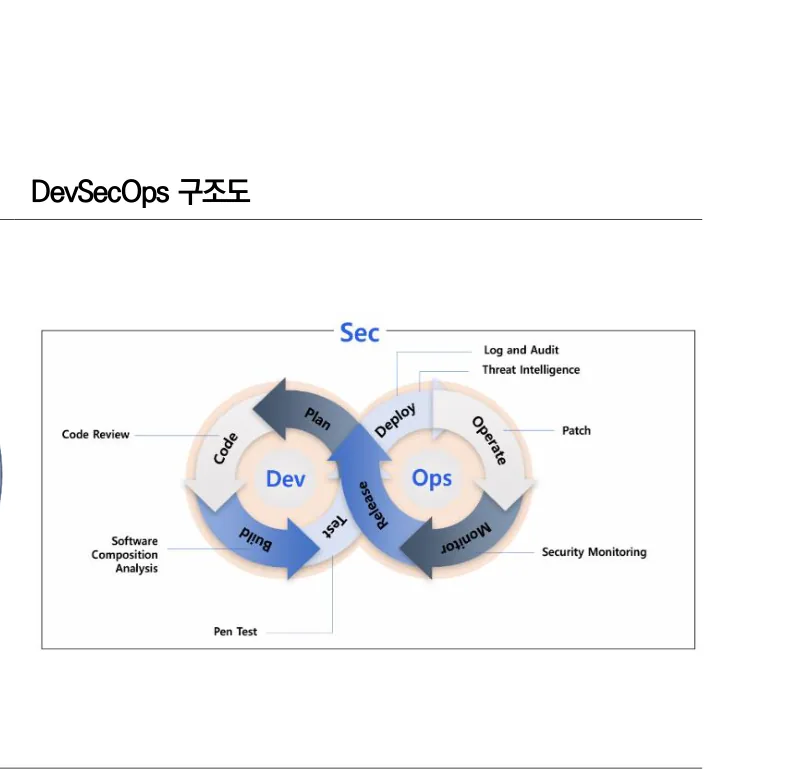 DevSecOps 구조도
Sec
Log and Audit
Threat Intelligence
Plan
Deploy
Code Review
Code
Operate
Patch
Dev
Ops
Release
Test
Build
Monitor
Software
Composition
Analysis
Security Monitoring
Pen Test